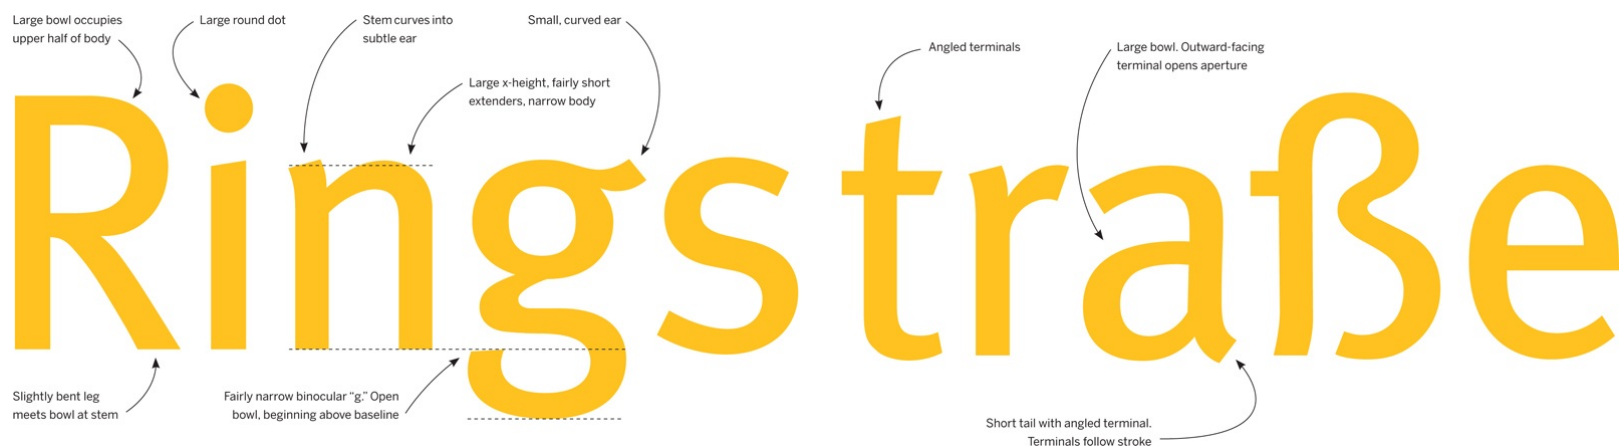 Large bowl occupies
upper half of body
Large round dot
Stem curves into
subtle ear
Small, curved ear
Large x-height, fairly short
extenders, narrow body
Angled terminals
Large bowl. Outward-facing
terminal opens aperture
Ringstraße
Slightly bent leg
meets bowl at stem
Fairly narrow binocular “g.” Open
bowl, beginning above baseline
Short tail with angled terminal.
Terminals follow stroke